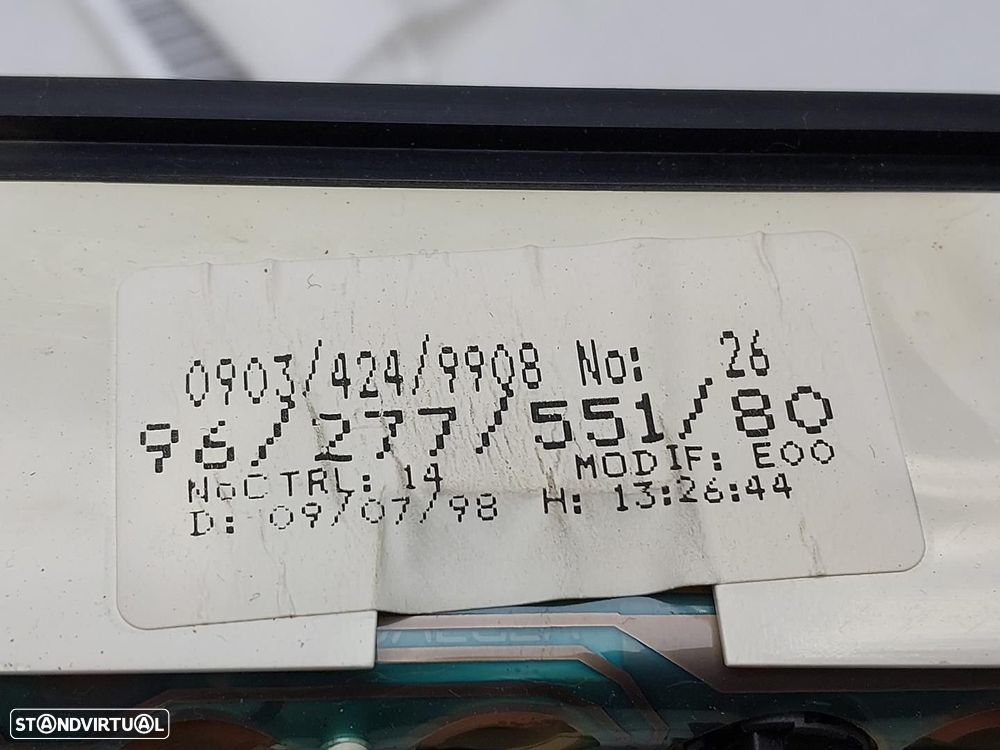 0903/424/9908 No: 26
96/277/551/80
NoCTRL: 14 MODIF: E00
D: 09/07/98 H: 13:26:44
STANDVIRTUAL